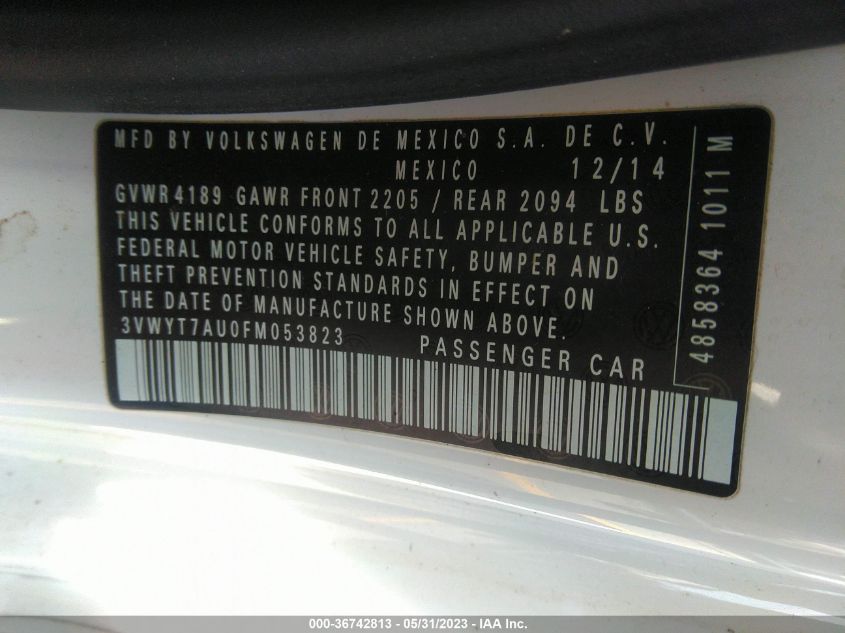 MFD BY VOLKSWAGEN DE MEXICO S.A. DE C.V.
MEXICO 12/14
GVWR 4189 GAWR FRONT 2205 / REAR 2094 LBS
THIS VEHICLE CONFORMS TO ALL APPLICABLE U.S.
FEDERAL MOTOR VEHICLE SAFETY, BUMPER AND
THEFT PREVENTION STANDARDS IN EFFECT ON
THE DATE OF MANUFACTURE SHOWN ABOVE.
3VWYT7AU0FM053823
PASSENGER CAR
4858364 1011 M
000-36742813 - 05/31/2023 - IAA Inc.